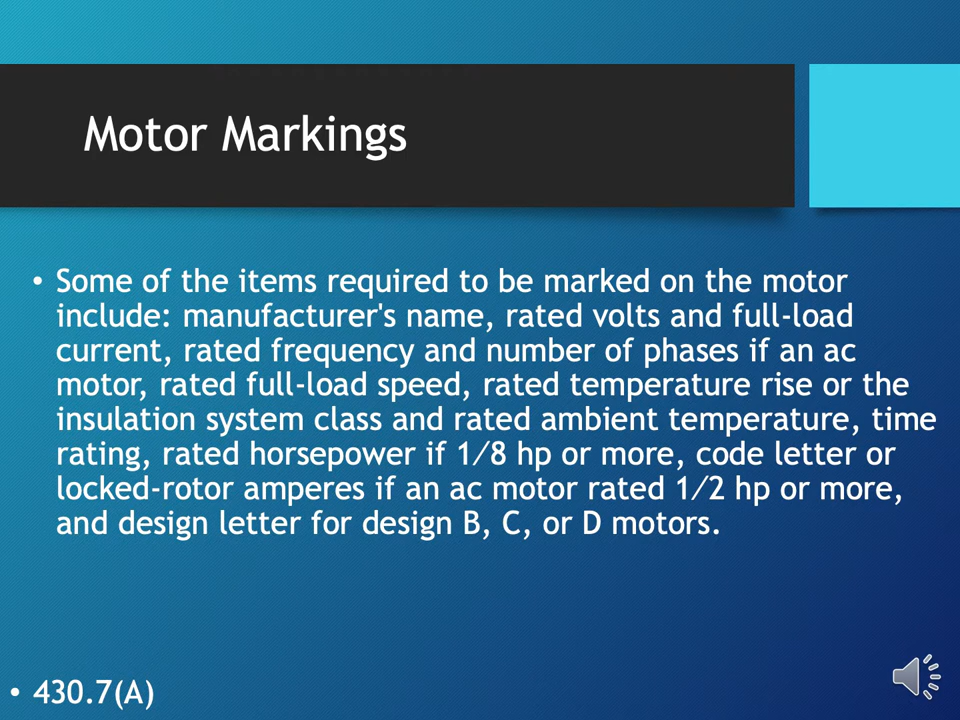 Motor Markings
• Some of the items required to be marked on the motor
include: manufacturer's name, rated volts and full-load
current, rated frequency and number of phases if an ac
motor, rated full-load speed, rated temperature rise or the
insulation system class and rated ambient temperature, time
rating, rated horsepower if 1/8 hp or more, code letter or
locked-rotor amperes if an ac motor rated 1/2 hp or more,
and design letter for design B, C, or D motors.
• 430.7(A)